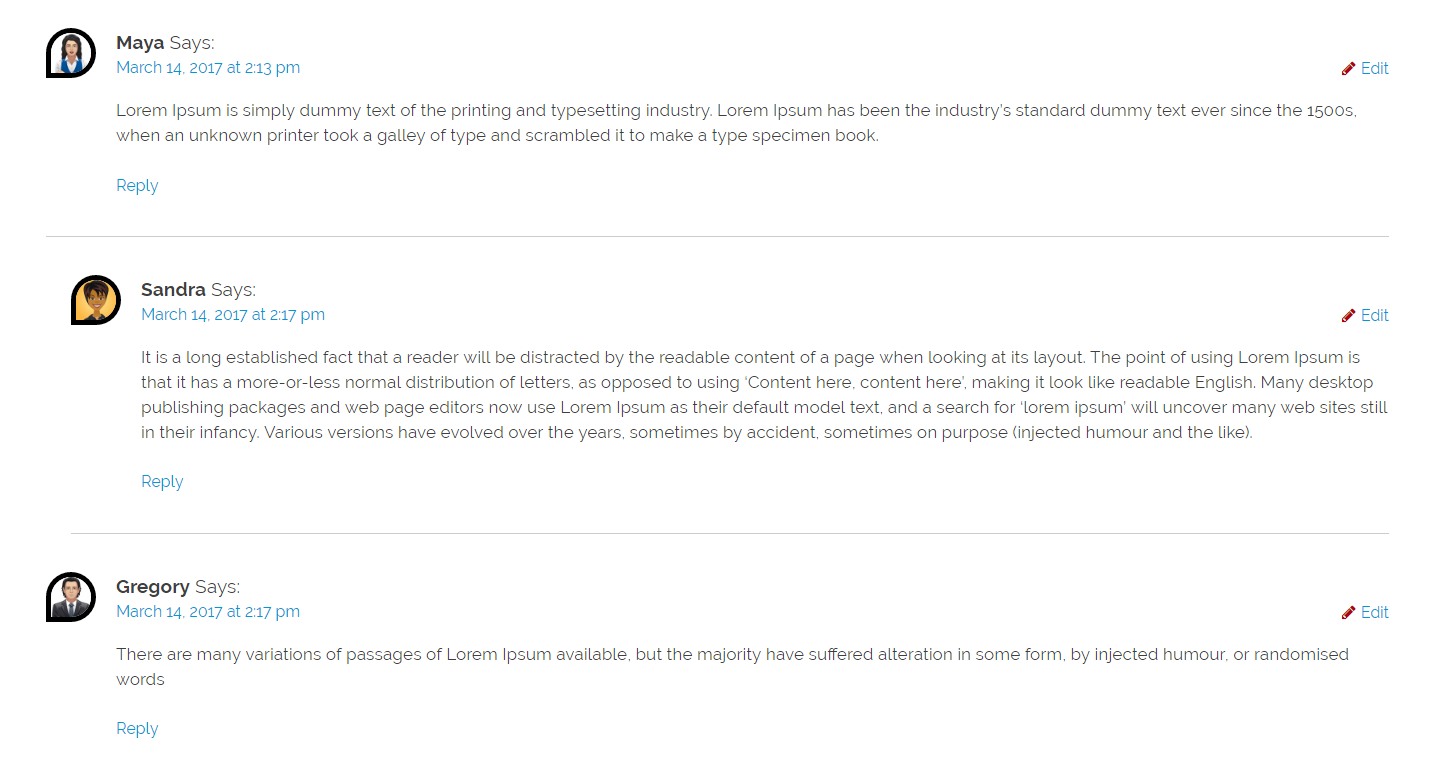 Maya Says:
March 14, 2017 at 2:13 pm
Edit
Lorem Ipsum is simply dummy text of the printing and typesetting industry. Lorem Ipsum has been the industry’s standard dummy text ever since the 1500s,
when an unknown printer took a galley of type and scrambled it to make a type specimen book.
Reply
Sandra Says:
March 14, 2017 at 2:17 pm
Edit
It is a long established fact that a reader will be distracted by the readable content of a page when looking at its layout. The point of using Lorem Ipsum is
that it has a more-or-less normal distribution of letters, as opposed to using ‘Content here, content here’, making it look like readable English. Many desktop
publishing packages and web page editors now use Lorem Ipsum as their default model text, and a search for ‘lorem ipsum’ will uncover many web sites still
in their infancy. Various versions have evolved over the years, sometimes by accident, sometimes on purpose (injected humour and the like).
Reply
Gregory Says:
March 14, 2017 at 2:17 pm
Edit
There are many variations of passages of Lorem Ipsum available, but the majority have suffered alteration in some form, by injected humour, or randomised
words
Reply